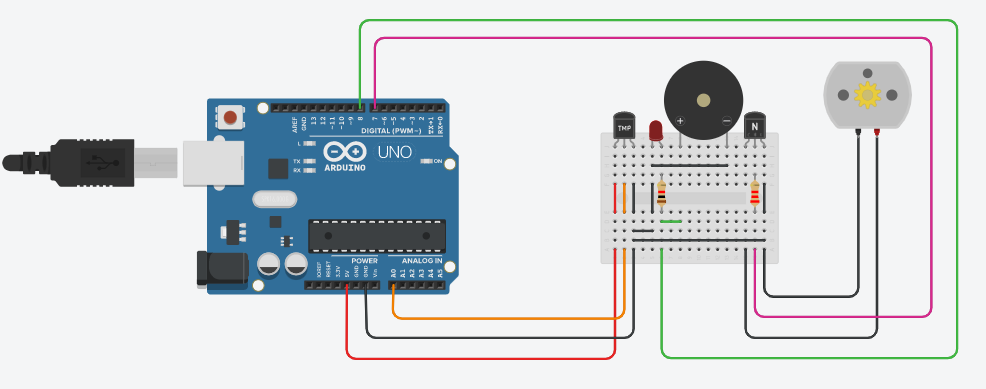 AREF
GND
13
12
~11
~10
~9
8
7
~6
~5
4
~3
2
TX→1
RX←0
DIGITAL (PWM~)
L
TX
RX
UNO
ARDUINO
ON
POWER
ANALOG IN
IOREF
RESET
3.3V
5V
GND
GND
Vin
A0
A1
A2
A3
A4
A5
TMP
+
−
N